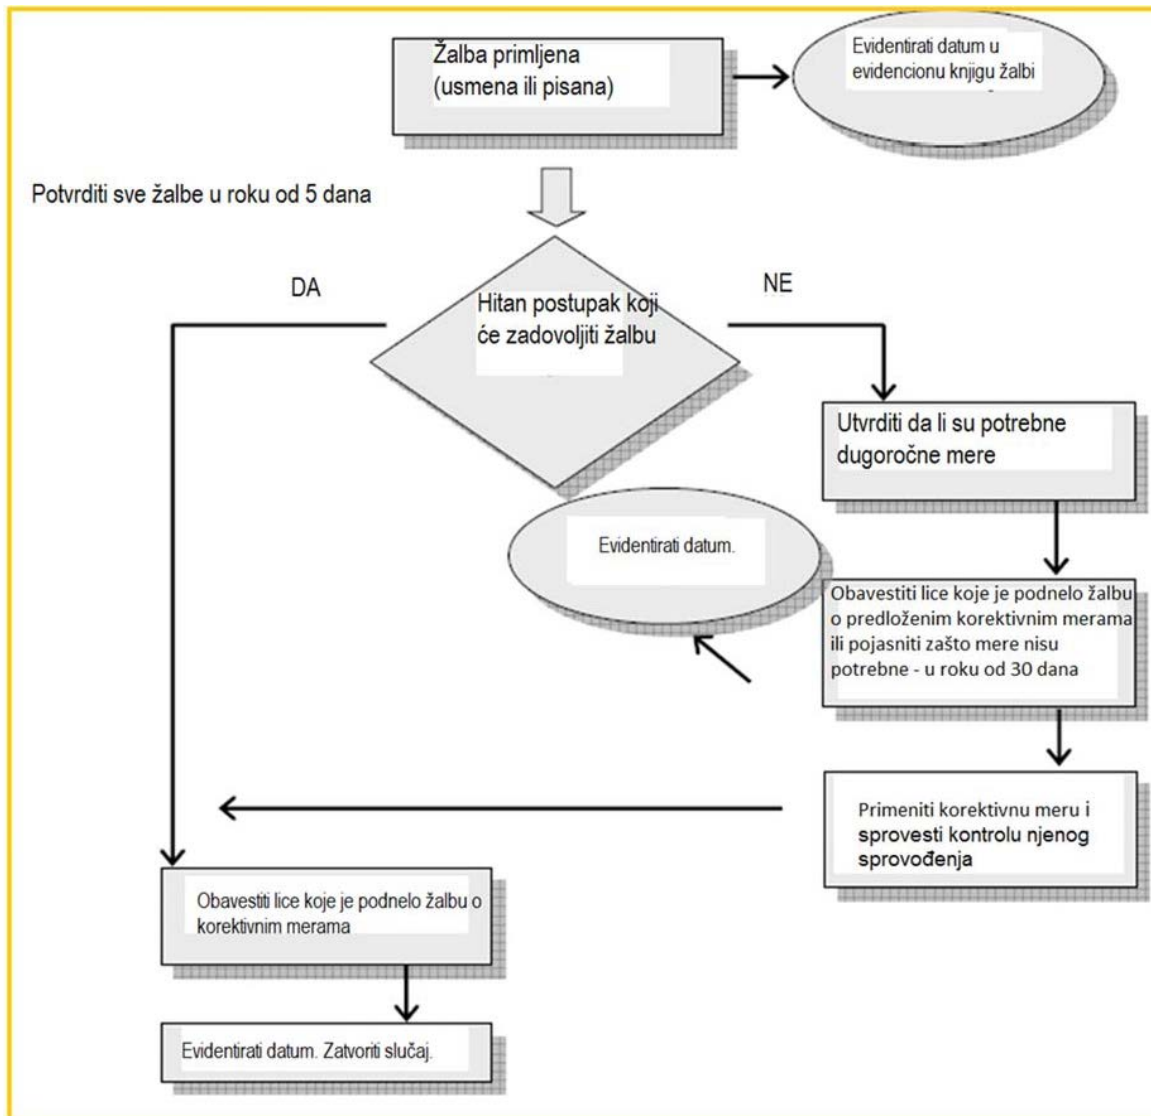 Žalba primljena
(usmena ili pisana)
Evidentirati datum u
evidencionu knjigu žalbi
Potvrditi sve žalbe u roku od 5 dana
DA
NE
Hitan postupak koji
će zadovoljiti žalbu
Utvrditi da li su potrebne
dugoročne mere
Evidentirati datum.
Obavestiti lice koje je podnelo žalbu
o predloženim korektivnim merama
ili pojasniti zašto mere nisu
potrebne - u roku od 30 dana
Primeniti korektivnu meru i
sprovesti kontrolu njenog
sprovođenja
Obavestiti lice koje je podnelo žalbu o
korektivnim merama
Evidentirati datum. Zatvoriti slučaj.